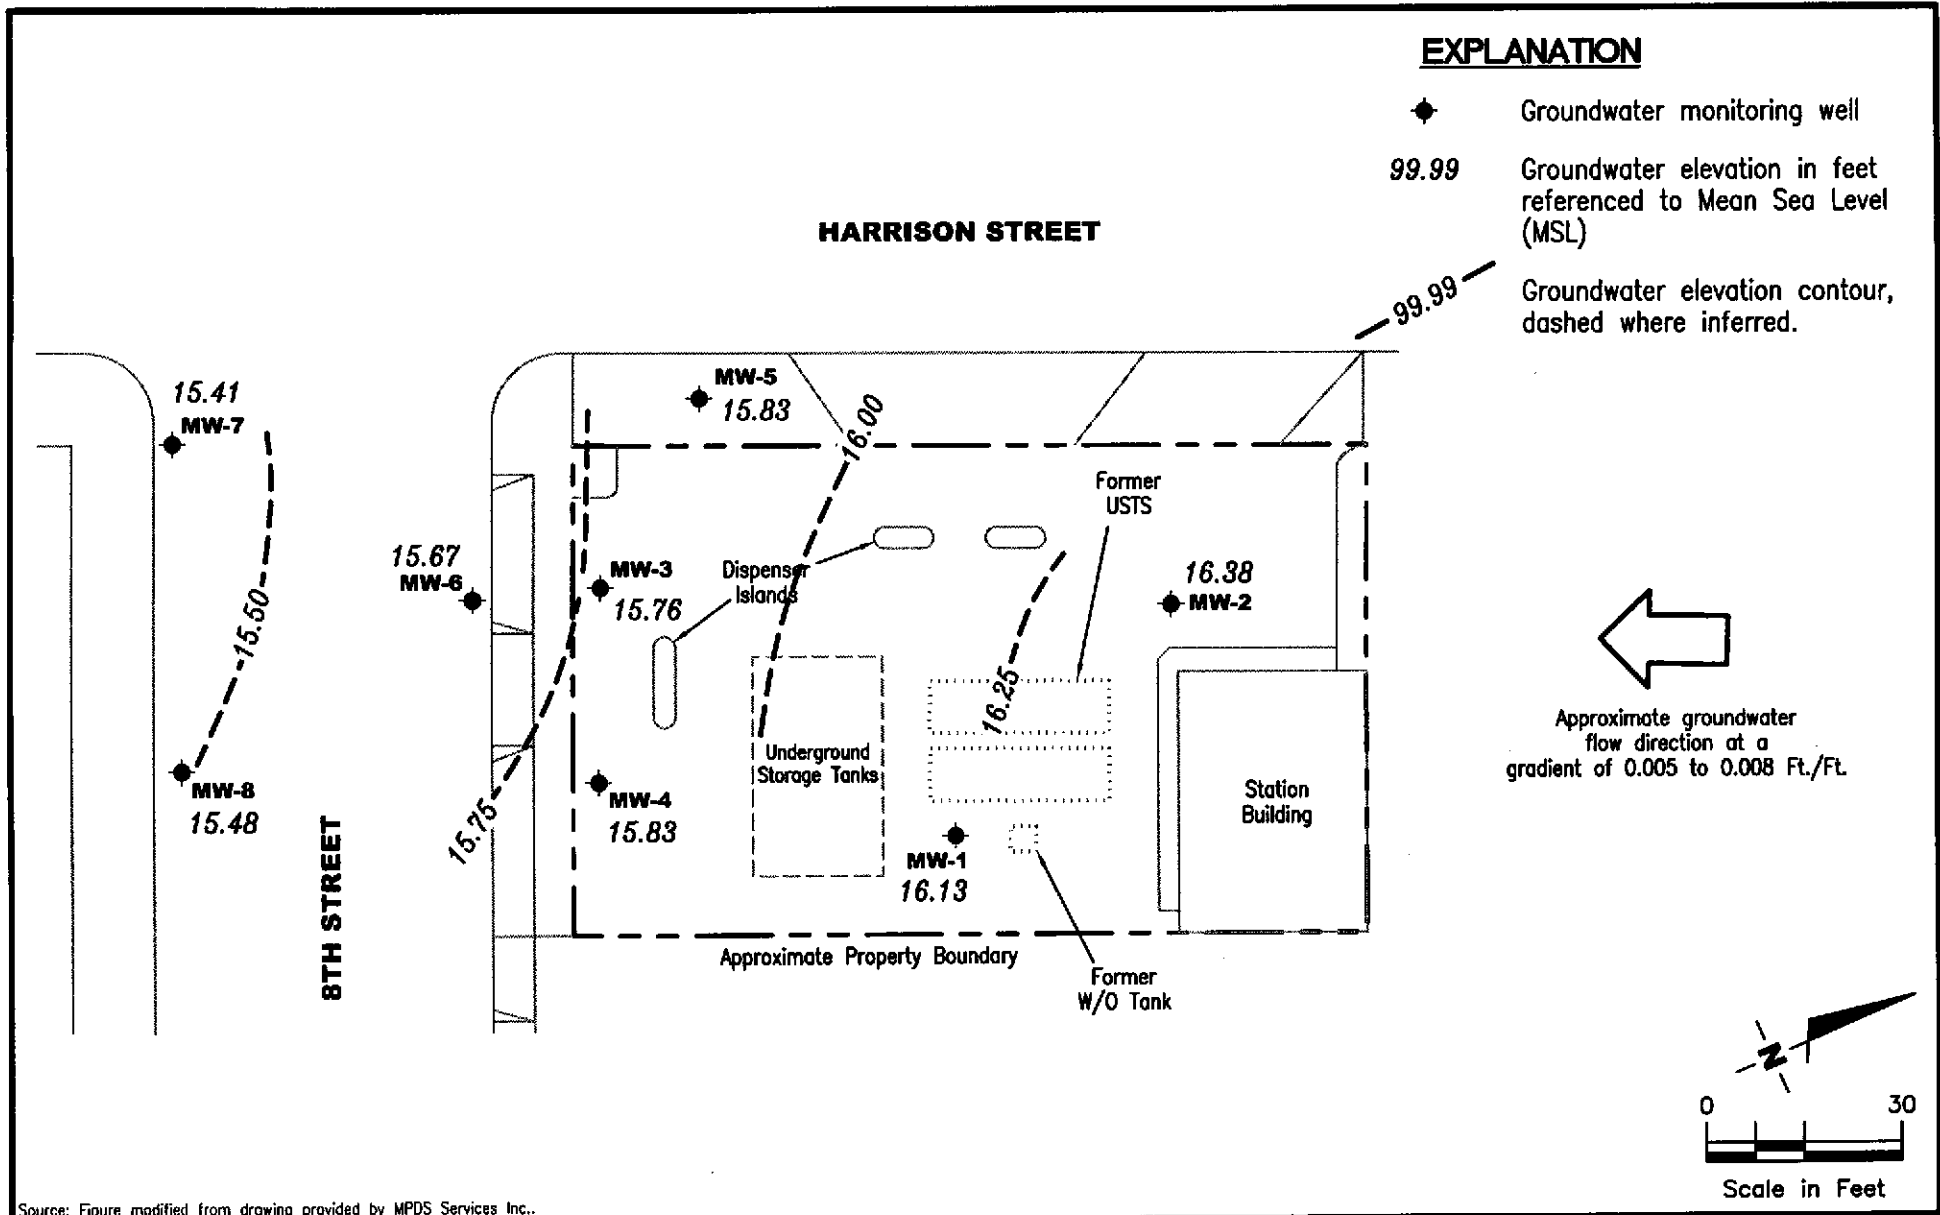 EXPLANATION
Groundwater monitoring well
99.99
Groundwater elevation in feet
referenced to Mean Sea Level
(MSL)
99.99
Groundwater elevation contour,
dashed where inferred.
HARRISON STREET
15.41
MW-7
MW-5
15.83
16.00
Former
USTS
15.67
MW-6
MW-3
15.76
Dispenser
Islands
16.38
MW-2
15.50
16.25
Approximate groundwater
flow direction at a
gradient of 0.005 to 0.008 Ft./Ft.
Underground
Storage Tanks
Station
Building
MW-8
15.48
15.75
MW-4
15.83
MW-1
16.13
8TH STREET
Approximate Property Boundary
Former
W/O Tank
N
0 30
Scale in Feet
Source: Figure modified from drawing provided by MPDS Services Inc..